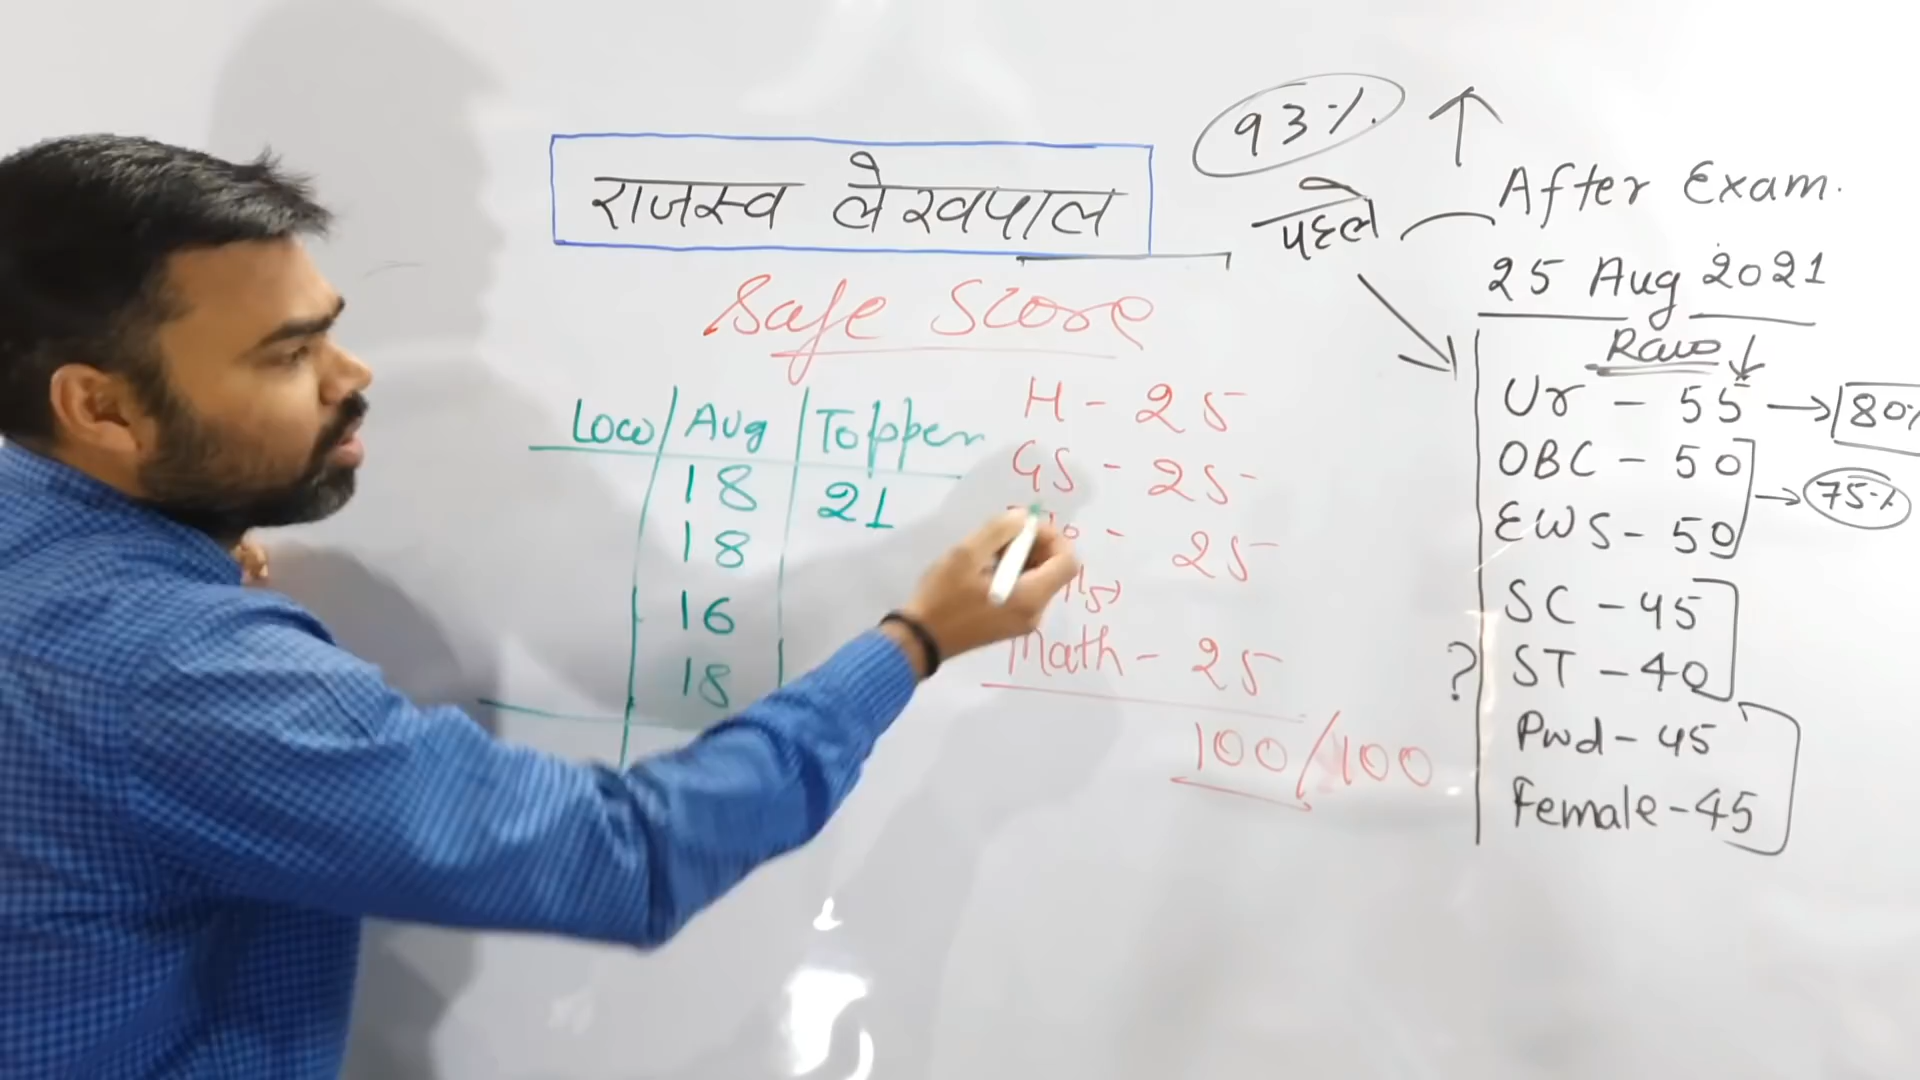 93%
राजस्व लेखपाल
पहले
After Exam.
25 Aug 2021
Safe Score
Raw
Low Aug Topper
18 21
18
16
18
H - 25
GS - 25
- 25
Math - 25
100/100
Ur - 55 → 80%
OBC - 50
EWS - 50 → 75%
SC - 45
? ST - 40
Pwd - 45
Female - 45